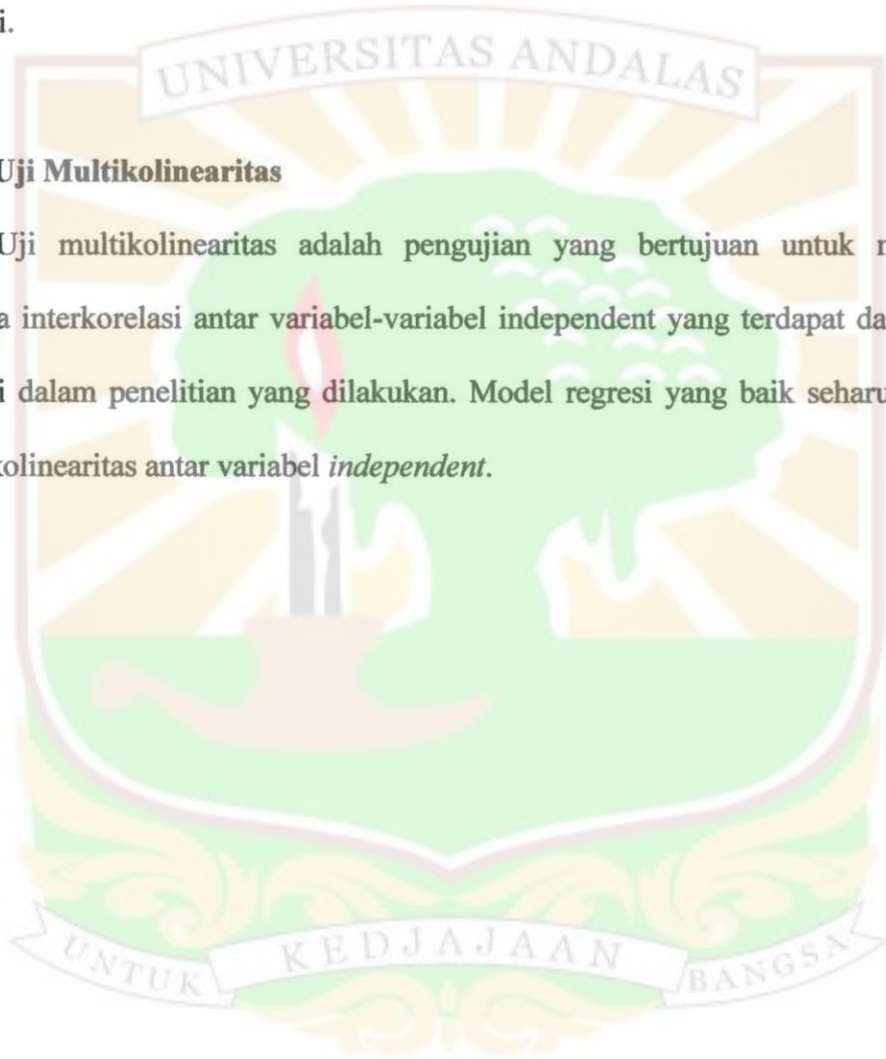 i.
UNIVERSITAS ANDALAS
Uji Multikolinearitas
Uji multikolinearitas adalah pengujian yang bertujuan untuk
a interkorelasi antar variabel-variabel independent yang terdapat da
i dalam penelitian yang dilakukan. Model regresi yang baik seharu
kolinearitas antar variabel independent.
UNTUK KEDJAJAAN BANGSA